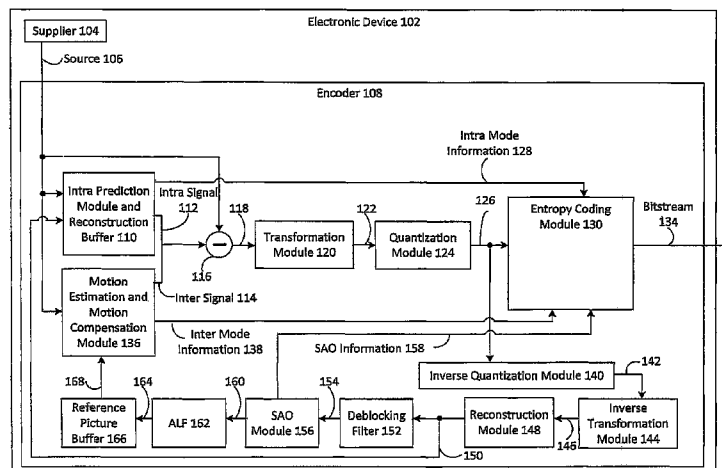 Electronic Device 102
Supplier 104
Source 106
Encoder 108
Intra Mode
Information 128
Intra Prediction
Module and
Reconstruction
Buffer 110
Intra Signal
112
118
122
126
Entropy Coding
Module 130
Bitstream
134
Transformation
Module 120
Quantization
Module 124
116
Motion
Estimation and
Motion
Compensation
Module 136
Inter Signal 114
Inter Mode
Information 138
SAO Information 158
142
Inverse Quantization Module 140
168
164
160
154
Reference
Picture
Buffer 166
ALF 162
SAO
Module 156
Deblocking
Filter 152
Reconstruction
Module 148
Inverse
Transformation
Module 144
146
150